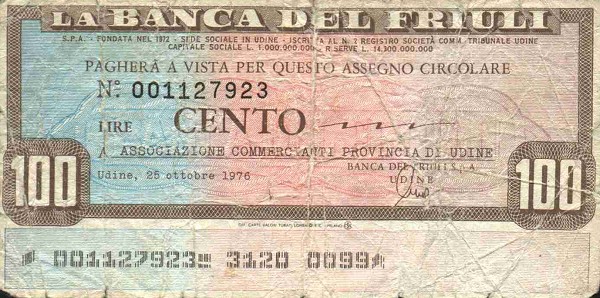 LA BANCA DEL FRIULI
S.P.A. - FONDATA NEL 1872 - SEDE SOCIALE IN UDINE - ISCRITTA AL N. 2 REGISTRO SOCIETÀ COMM. TRIBUNALE UDINE
CAPITALE SOCIALE L. 1.000.000.000 - RISERVE L. 14.300.000.000
PAGHERÀ A VISTA PER QUESTO ASSEGNO CIRCOLARE
No. 001127923
LIRE CENTO
A ASSOCIAZIONE COMMERCIANTI PROVINCIA DI UDINE
Udine, 25 ottobre 1976
BANCA DEL FRIULI S.p.A.
UDINE
100 100
001127923 3120 0099